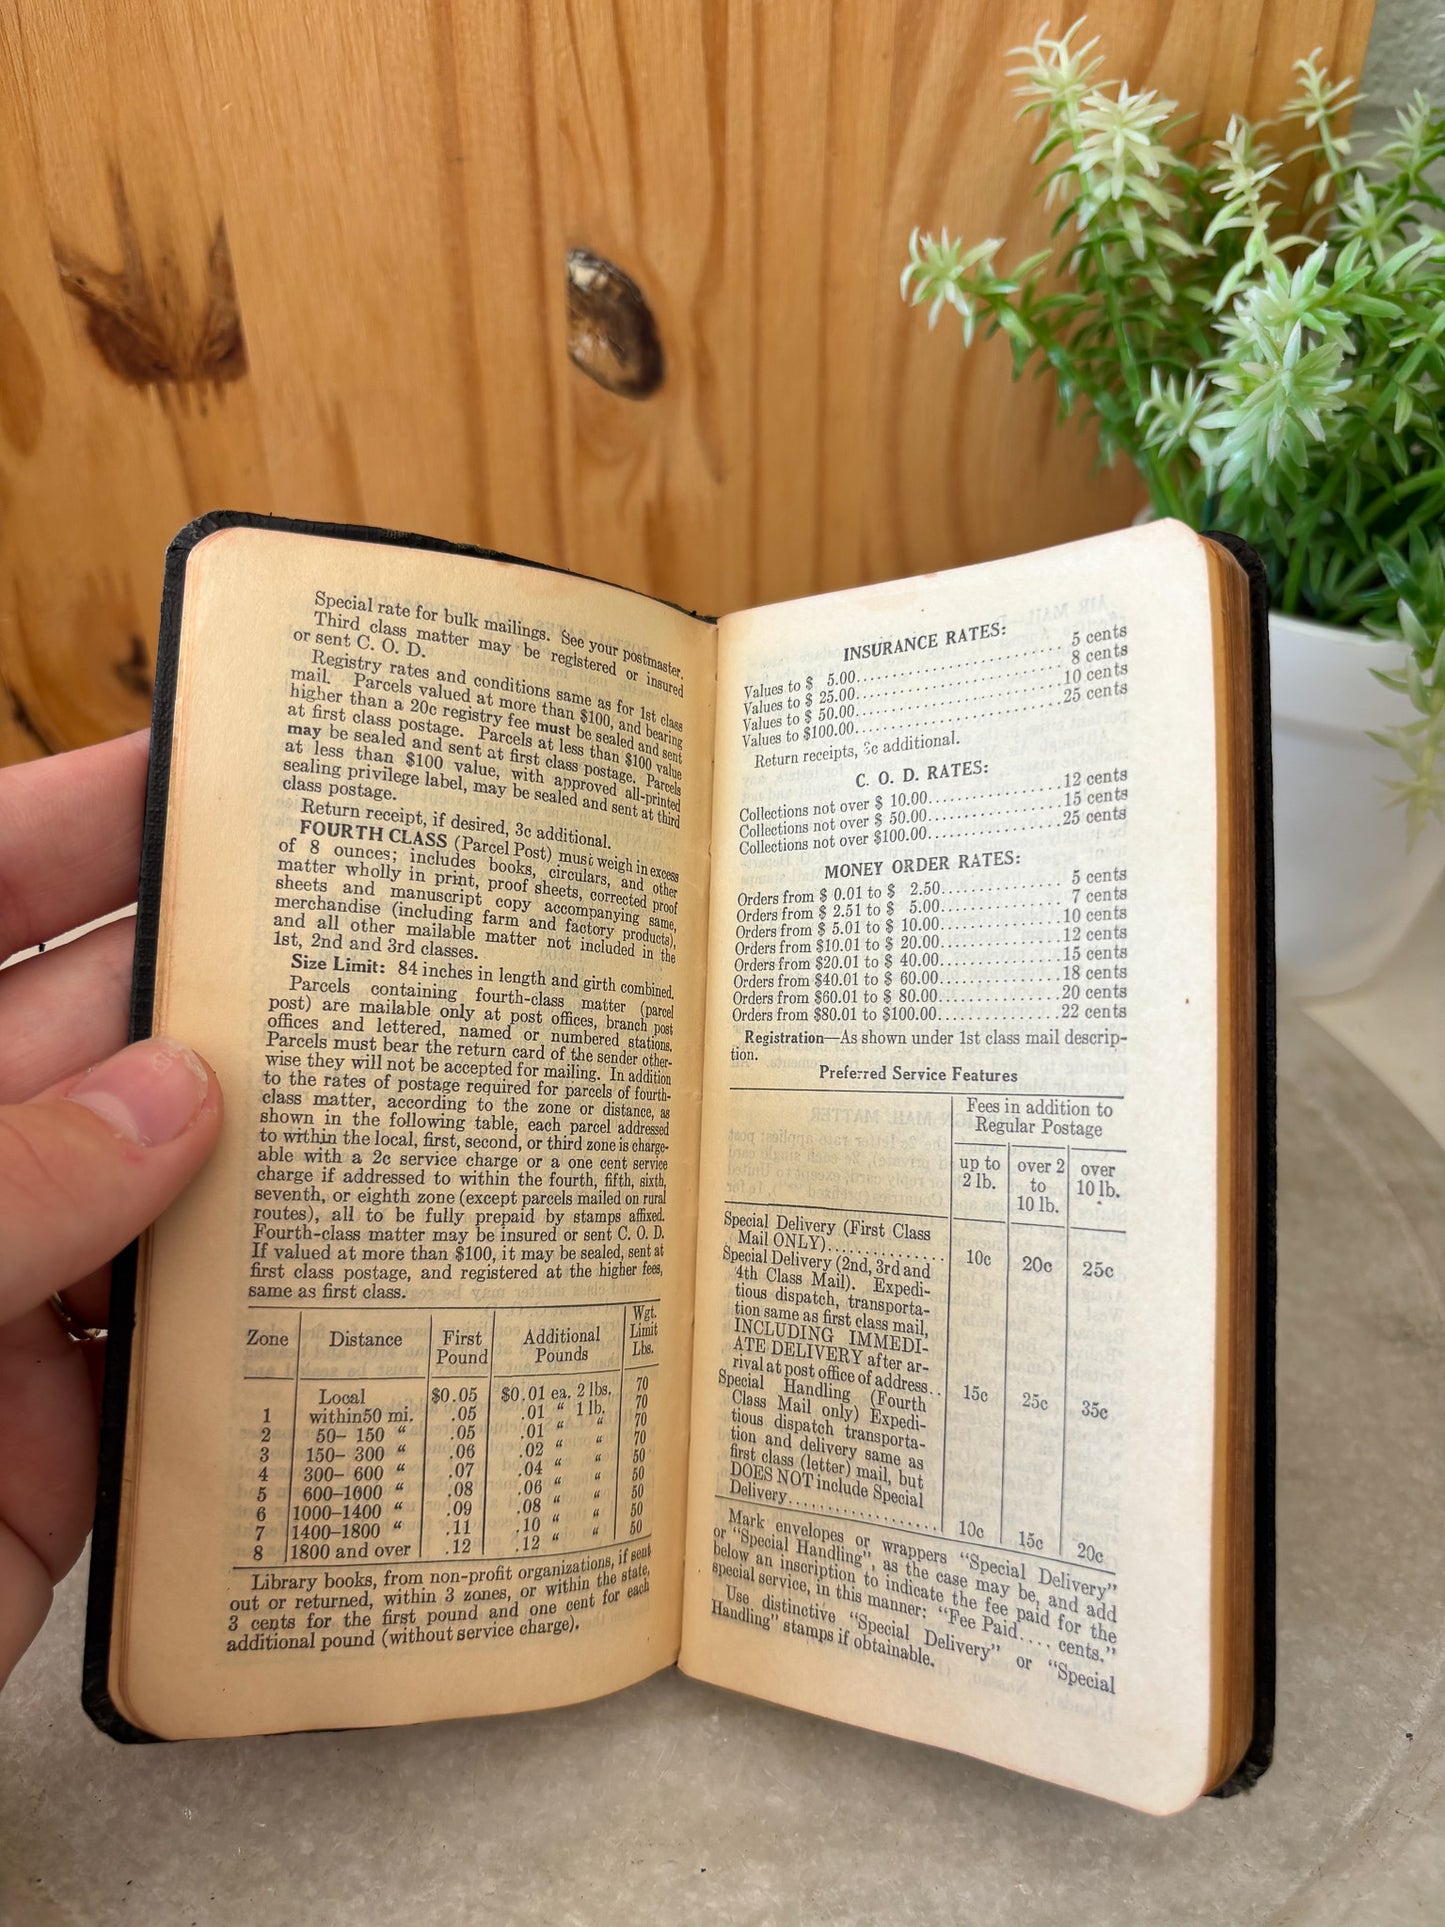 Special rate for bulk mailings. See your postmaster.
Third class matter may be registered or insured
or sent C. O. D.
Registry rates and conditions same as for 1st class
mail. Parcels valued at more than $100, and bearing
higher than a 20c registry fee must be sealed and sent
at first class postage. Parcels at less than $100 value
may be sealed and sent at first class postage. Parcels
at less than $100 value, with approved all-printed
sealing privilege label, may be sealed and sent at third
class postage.
Return receipt, if desired, 3c additional.
FOURTH CLASS (Parcel Post) must weigh in excess
of 8 ounces; includes books, circulars, and other
matter wholly in print, proof sheets, corrected proof
sheets and manuscript copy accompanying same,
merchandise (including farm and factory products),
and all other mailable matter not included in the
1st, 2nd and 3rd classes.
Size Limit: 84 inches in length and girth combined.
Parcels containing fourth-class matter (parcel
post) are mailable only at post offices, branch post
offices and lettered, named or numbered stations.
Parcels must bear the return card of the sender other-
wise they will not be accepted for mailing. In addition
to the rates of postage required for parcels of fourth-
class matter, according to the zone or distance, as
shown in the following table, each parcel addressed
to within the local, first, second, or third zone is charge-
able with a 2c service charge or a one cent service
charge if addressed to within the fourth, fifth, sixth,
seventh, or eighth zone (except parcels mailed on rural
routes), all to be fully prepaid by stamps affixed.
Fourth-class matter may be insured or sent C. O. D.
If valued at more than $100, it may be sealed, sent at
first class postage, and registered at the higher fees,
same as first class.
Zone Distance First Pound Additional Pounds Wgt. Limit Lbs.
Local $0.05 $0.01 ea. 2 lbs. 70
1 within 50 mi. .05 .01 " 1 lb. 70
2 50– 150 " .05 .01 " " 70
3 150– 300 " .06 .02 " " 70
4 300– 600 " .07 .04 " " 50
5 600–1000 " .08 .06 " " 50
6 1000–1400 " .09 .08 " " 50
7 1400–1800 " .11 .10 " " 50
8 1800 and over .12 .12 " " 50
Library books, from non-profit organizations, if sent
out or returned, within 3 zones, or within the state,
3 cents for the first pound and one cent for each
additional pound (without service charge).
INSURANCE RATES:
Values to $ 5.00 5 cents
Values to $ 25.00 8 cents
Values to $ 50.00 10 cents
Values to $100.00 25 cents
Return receipts, 3c additional.
C. O. D. RATES:
Collections not over $ 10.00 12 cents
Collections not over $ 50.00 15 cents
Collections not over $100.00 25 cents
MONEY ORDER RATES:
Orders from $ 0.01 to $ 2.50 5 cents
Orders from $ 2.51 to $ 5.00 7 cents
Orders from $ 5.01 to $ 10.00 10 cents
Orders from $10.01 to $ 20.00 12 cents
Orders from $20.01 to $ 40.00 15 cents
Orders from $40.01 to $ 60.00 18 cents
Orders from $60.01 to $ 80.00 20 cents
Orders from $80.01 to $100.00 22 cents
Registration—As shown under 1st class mail descrip-
tion.
Preferred Service Features
Fees in addition to
Regular Postage
up to 2 lb. over 2 to 10 lb. over 10 lb.
Special Delivery (First Class
Mail ONLY) 10c 20c 25c
Special Delivery (2nd, 3rd and
4th Class Mail). Expedi-
tious dispatch, transporta-
tion same as first class mail,
INCLUDING IMMEDI-
ATE DELIVERY after ar-
rival at post office of address.. 15c 25c 35c
Special Handling (Fourth
Class Mail only) Expedi-
tious dispatch transporta-
tion and delivery same as
first class (letter) mail, but
DOES NOT include Special
Delivery 10c 15c 20c
Mark envelopes or wrappers "Special Delivery"
or "Special Handling", as the case may be, and add
below an inscription to indicate the fee paid for the
special service, in this manner: "Fee Paid.... cents."
Use distinctive "Special Delivery" or "Special
Handling" stamps if obtainable.